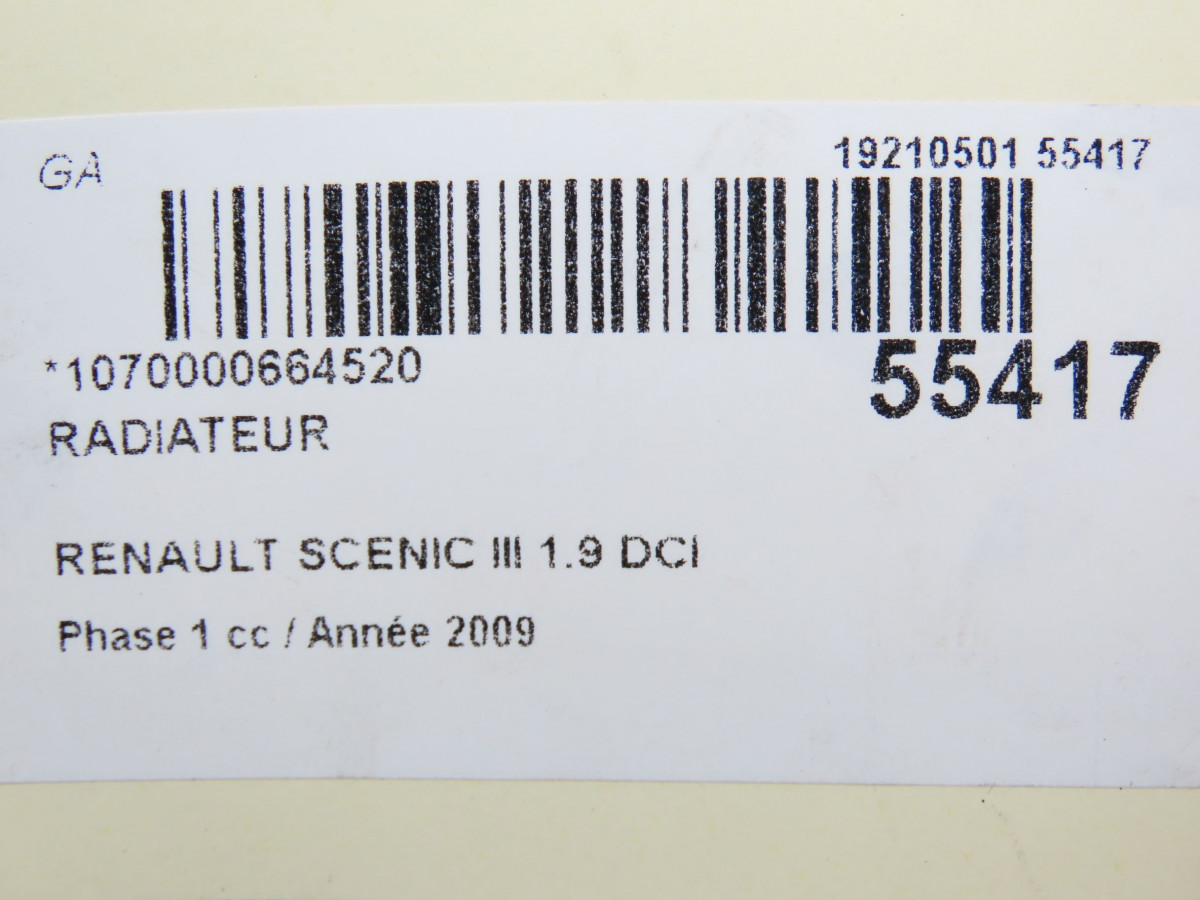 GA
19210501 55417
*1070000664520
55417
RADIATEUR
RENAULT SCENIC III 1.9 DCI
Phase 1 cc / Année 2009